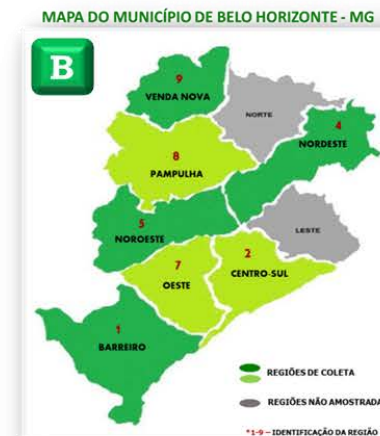 MAPA DO MUNICÍPIO DE BELO HORIZONTE - MG
B
9
VENDA NOVA
NORTE
4
NORDESTE
8
PAMPULHA
5
NOROESTE
LESTE
2
CENTRO-SUL
7
OESTE
1
BARREIRO
REGIÕES DE COLETA
REGIÕES NÃO AMOSTRADA
*1-9 – IDENTIFICAÇÃO DA REGIÃO